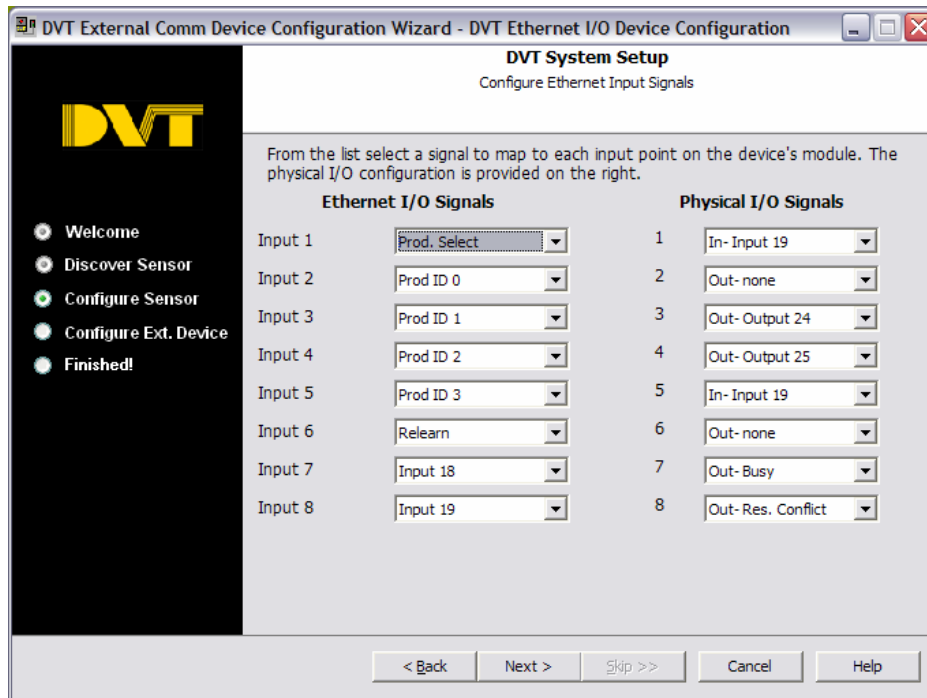 DVT External Comm Device Configuration Wizard - DVT Ethernet I/O Device Configuration
DVT
Welcome
Discover Sensor
Configure Sensor
Configure Ext. Device
Finished!
DVT System Setup
Configure Ethernet Input Signals
From the list select a signal to map to each input point on the device's module. The
physical I/O configuration is provided on the right.
Ethernet I/O Signals Physical I/O Signals
Input 1 Prod. Select 1 In- Input 19
Input 2 Prod ID 0 2 Out- none
Input 3 Prod ID 1 3 Out- Output 24
Input 4 Prod ID 2 4 Out- Output 25
Input 5 Prod ID 3 5 In- Input 19
Input 6 Relearn 6 Out- none
Input 7 Input 18 7 Out- Busy
Input 8 Input 19 8 Out- Res. Conflict
< Back Next > Skip >> Cancel Help